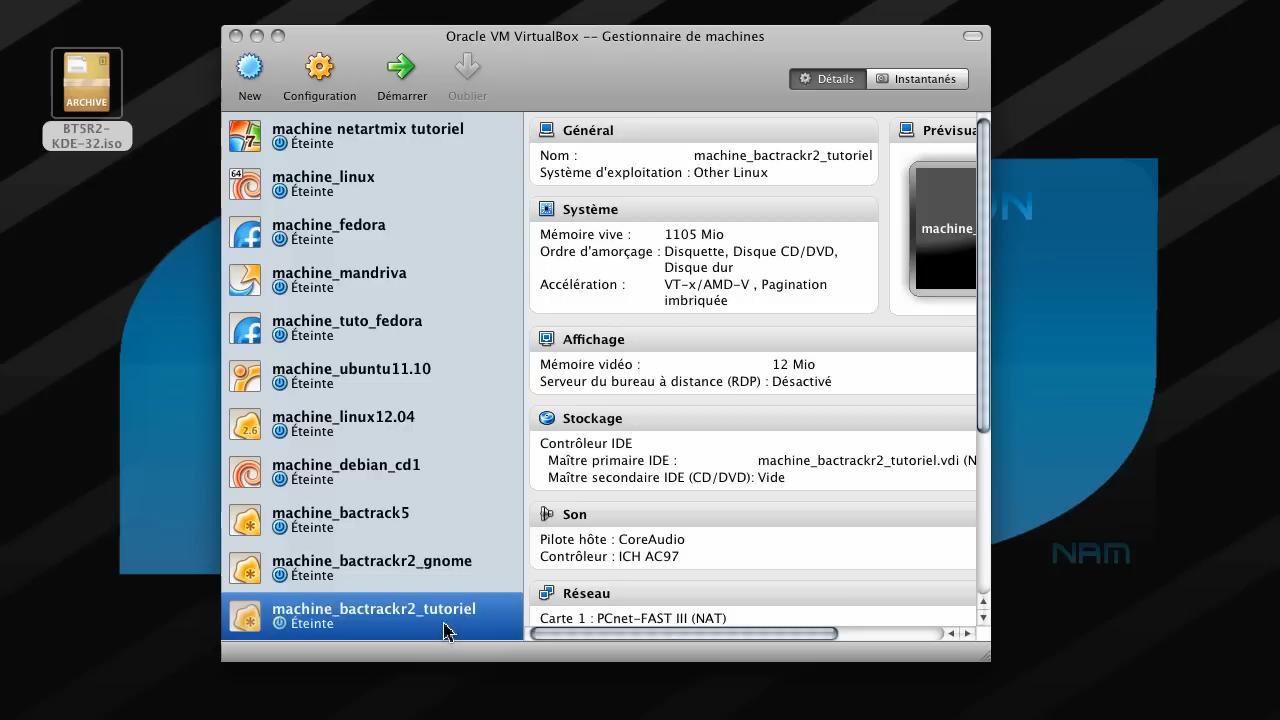 Oracle VM VirtualBox -- Gestionnaire de machines
New
Configuration
Démarrer
Oublier
Détails
Instantanés
ARCHIVE
BT5R2-
KDE-32.iso
machine netartmix tutoriel
Éteinte
64
machine_linux
Éteinte
machine_fedora
Éteinte
machine_mandriva
Éteinte
machine_tuto_fedora
Éteinte
machine_ubuntu11.10
Éteinte
2.6
machine_linux12.04
Éteinte
machine_debian_cd1
Éteinte
machine_bactrack5
Éteinte
machine_bactrackr2_gnome
Éteinte
machine_bactrackr2_tutoriel
Éteinte
Général
Nom : machine_bactrackr2_tutoriel
Système d'exploitation : Other Linux
Prévisua
machine_
Système
Mémoire vive : 1105 Mio
Ordre d'amorçage : Disquette, Disque CD/DVD,
Disque dur
Accélération : VT-x/AMD-V , Pagination
imbriquée
Affichage
Mémoire vidéo : 12 Mio
Serveur du bureau à distance (RDP) : Désactivé
Stockage
Contrôleur IDE
Maître primaire IDE : machine_bactrackr2_tutoriel.vdi (N
Maître secondaire IDE (CD/DVD): Vide
Son
Pilote hôte : CoreAudio
Contrôleur : ICH AC97
Réseau
Carte 1 : PCnet-FAST III (NAT)
NAM